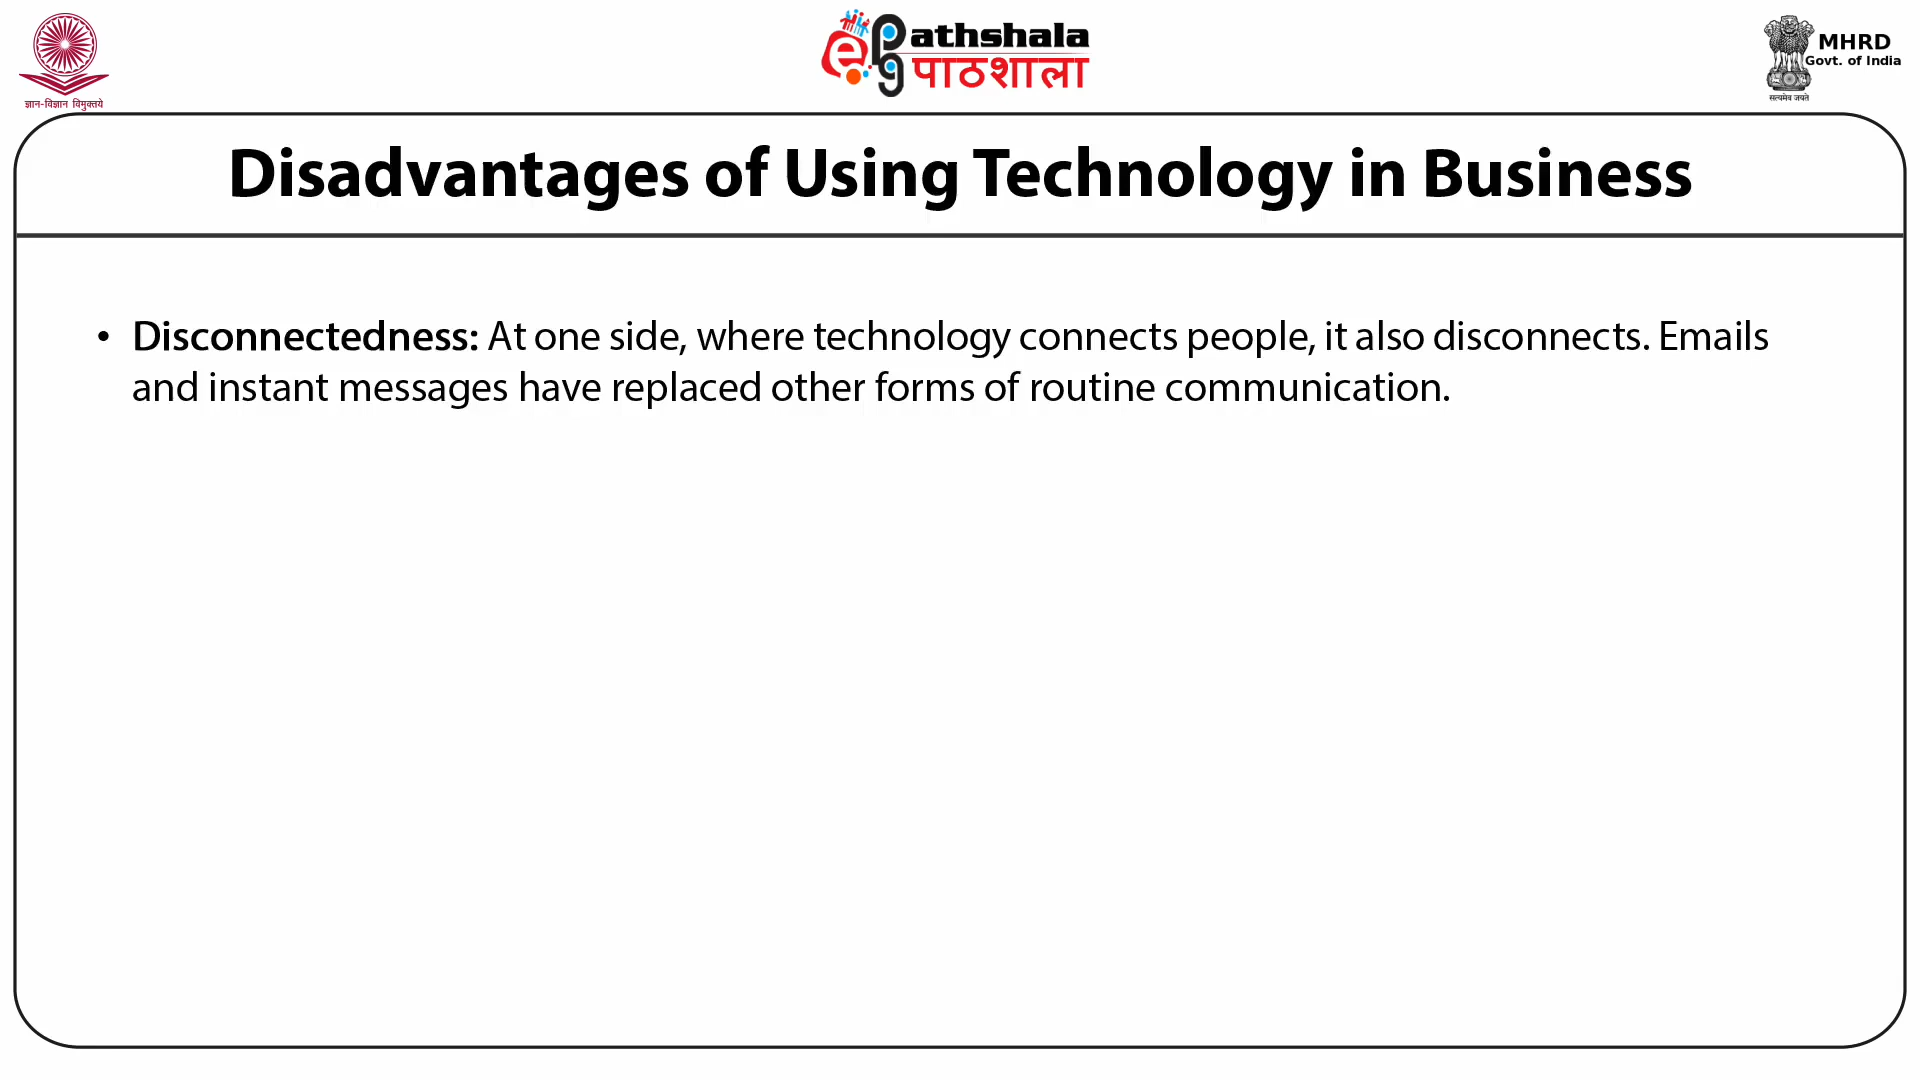 ज्ञान-विज्ञान विमुक्तये
ePathshala
पाठशाला
MHRD
Govt. of India
सत्यमेव जयते
Disadvantages of Using Technology in Business
• Disconnectedness: At one side, where technology connects people, it also disconnects. Emails
and instant messages have replaced other forms of routine communication.